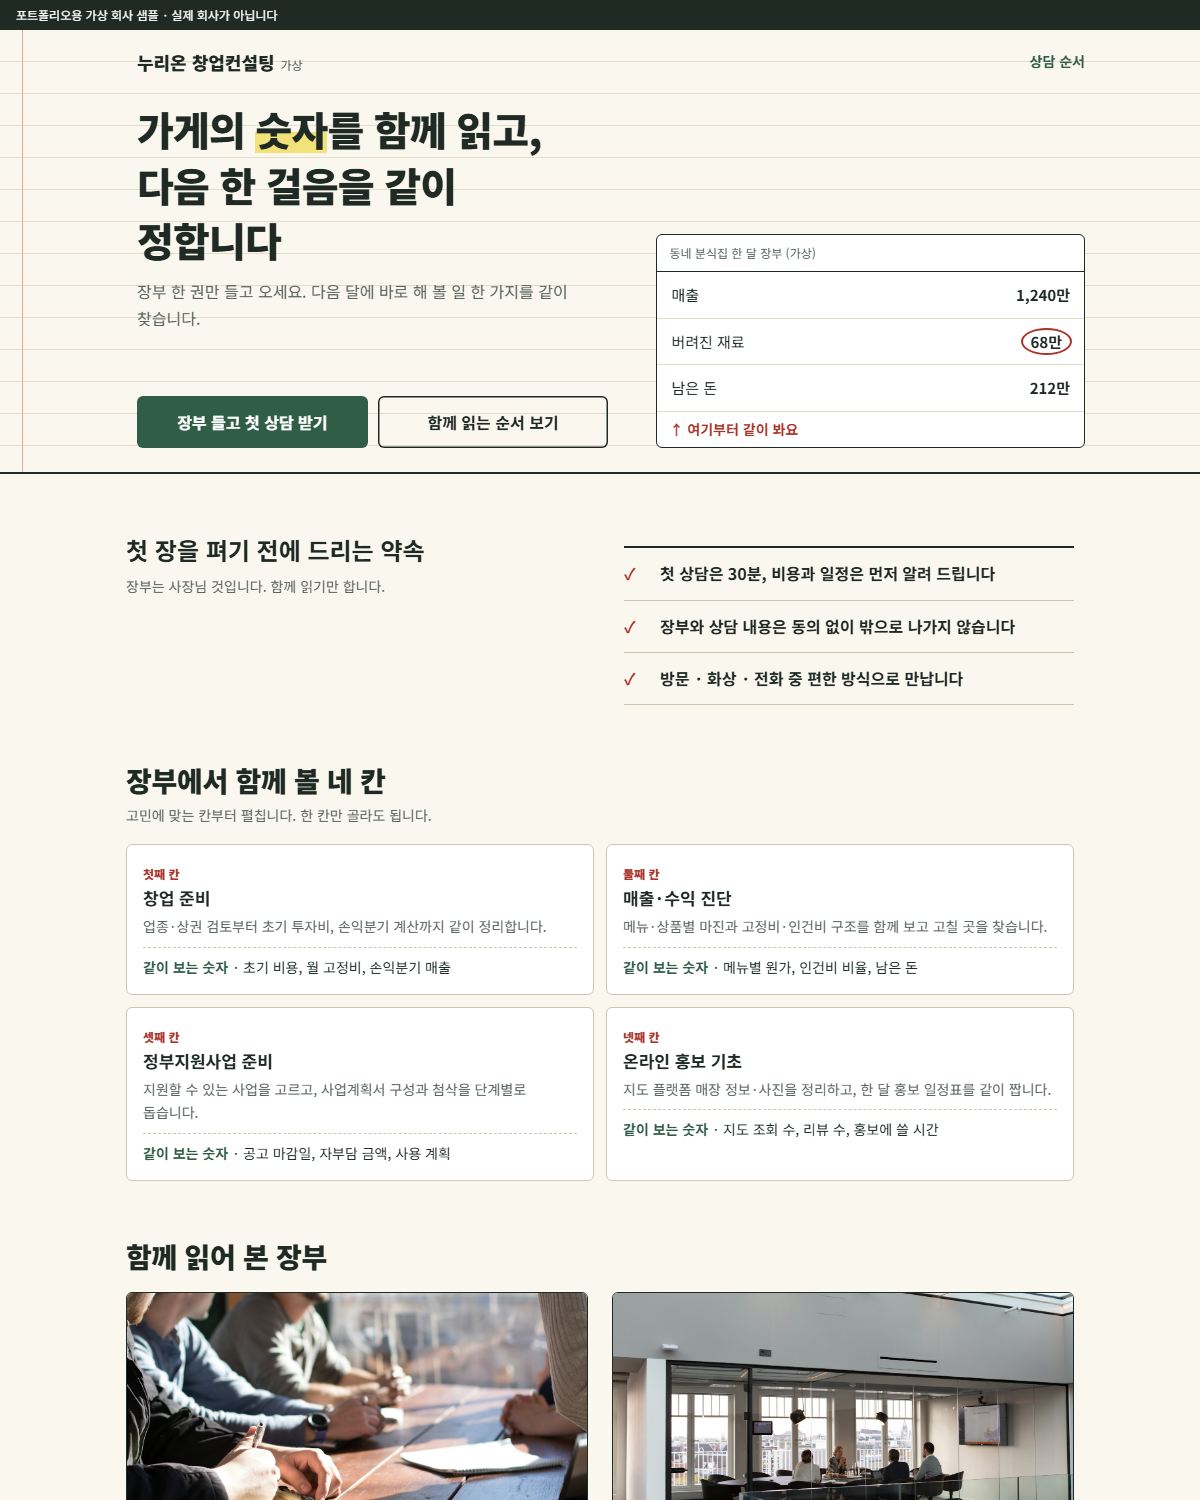 포트폴리오용 가상 회사 샘플 · 실제 회사가 아닙니다
누리온 창업컨설팅 가상
상담 순서
가게의 숫자를 함께 읽고,
다음 한 걸음을 같이
정합니다
장부 한 권만 들고 오세요. 다음 달에 바로 해 볼 일 한 가지를 같이
찾습니다.
장부 들고 첫 상담 받기
함께 읽는 순서 보기
동네 분식집 한 달 장부 (가상)
매출 1,240만
버려진 재료 68만
남은 돈 212만
↑ 여기부터 같이 봐요
첫 장을 펴기 전에 드리는 약속
장부는 사장님 것입니다. 함께 읽기만 합니다.
✓ 첫 상담은 30분, 비용과 일정은 먼저 알려 드립니다
✓ 장부와 상담 내용은 동의 없이 밖으로 나가지 않습니다
✓ 방문 · 화상 · 전화 중 편한 방식으로 만납니다
장부에서 함께 볼 네 칸
고민에 맞는 칸부터 펼칩니다. 한 칸만 골라도 됩니다.
첫째 칸
창업 준비
업종·상권 검토부터 초기 투자비, 손익분기 계산까지 같이 정리합니다.
같이 보는 숫자 · 초기 비용, 월 고정비, 손익분기 매출
둘째 칸
매출·수익 진단
메뉴·상품별 마진과 고정비·인건비 구조를 함께 보고 고칠 곳을 찾습니다.
같이 보는 숫자 · 메뉴별 원가, 인건비 비율, 남은 돈
셋째 칸
정부지원사업 준비
지원할 수 있는 사업을 고르고, 사업계획서 구성과 첨삭을 단계별로
돕습니다.
같이 보는 숫자 · 공고 마감일, 자부담 금액, 사용 계획
넷째 칸
온라인 홍보 기초
지도 플랫폼 매장 정보·사진을 정리하고, 한 달 홍보 일정표를 같이 짭니다.
같이 보는 숫자 · 지도 조회 수, 리뷰 수, 홍보에 쓸 시간
함께 읽어 본 장부